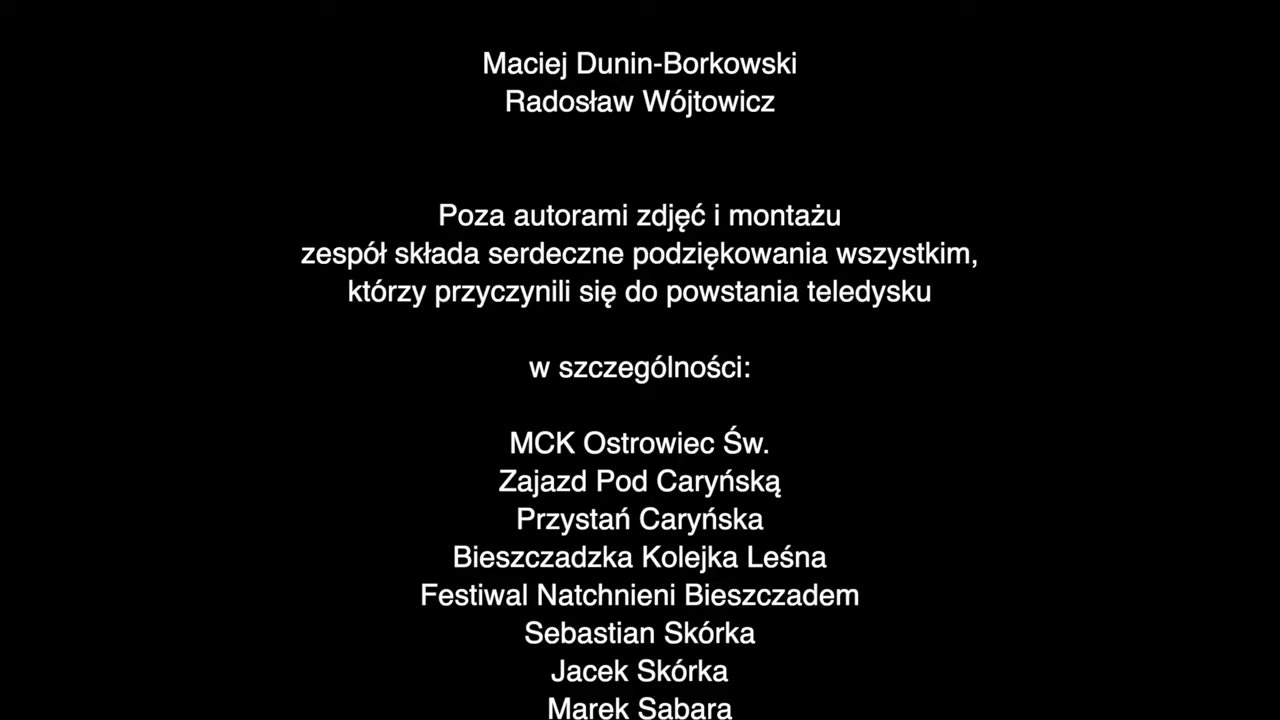 Maciej Dunin-Borkowski
Radosław Wójtowicz
Poza autorami zdjęć i montażu
zespół składa serdeczne podziękowania wszystkim,
którzy przyczynili się do powstania teledysku
w szczególności:
MCK Ostrowiec Św.
Zajazd Pod Caryńską
Przystań Caryńska
Bieszczadzka Kolejka Leśna
Festiwal Natchnieni Bieszczadem
Sebastian Skórka
Jacek Skórka
Marek Sabara